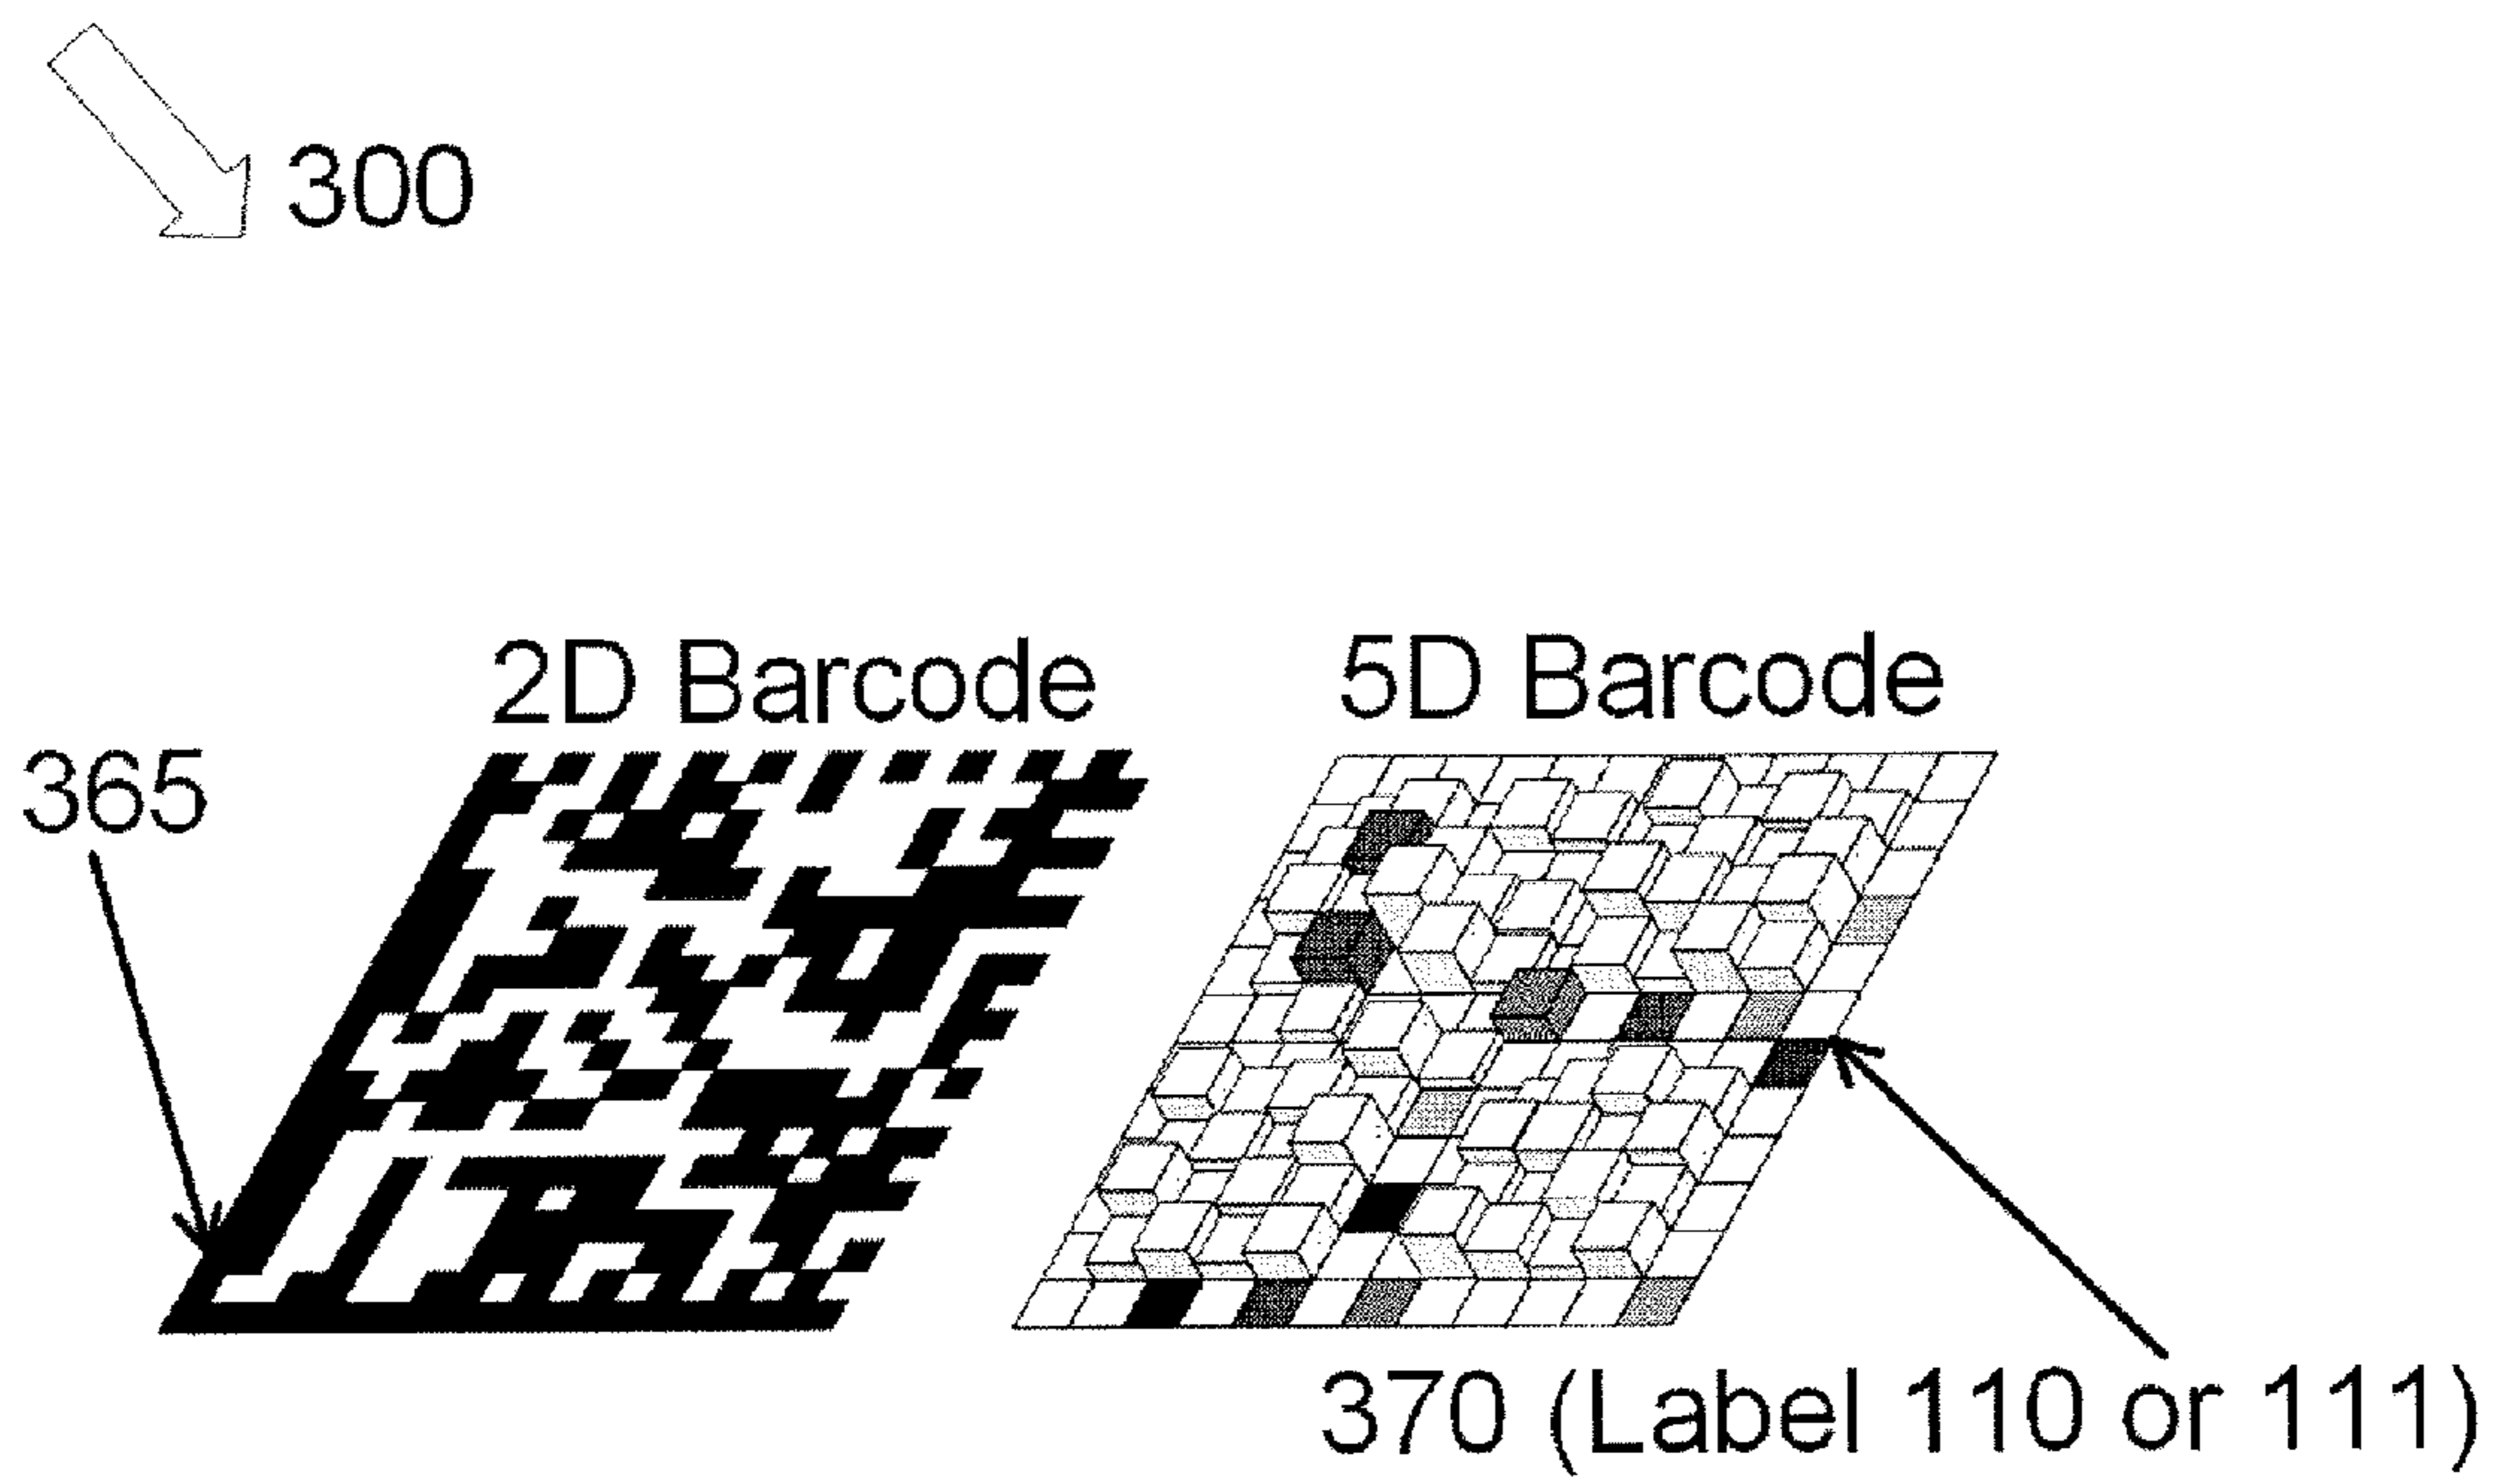 300
2D Barcode
5D Barcode
365
370 (Label 110 or 111)